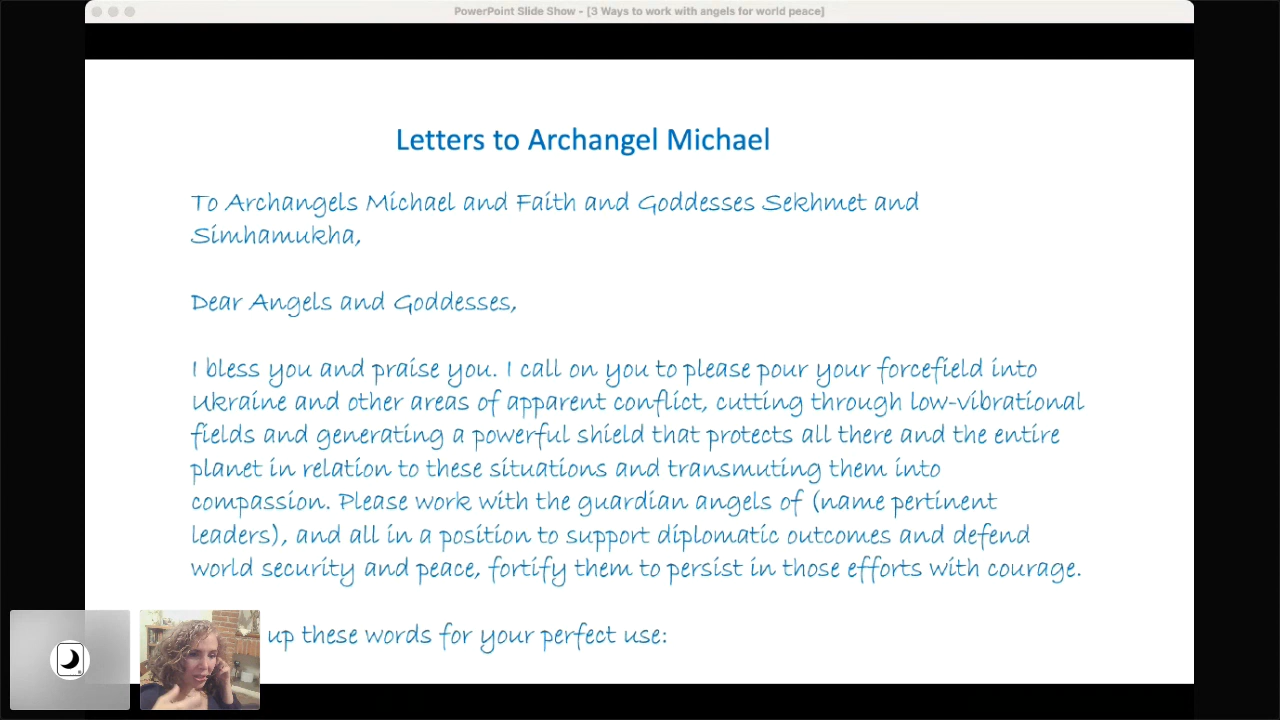 PowerPoint Slide Show - [3 Ways to work with angels for world peace]
Letters to Archangel Michael
To Archangels Michael and Faith and Goddesses Sekhmet and
Simhamukha,
Dear Angels and Goddesses,
I bless you and praise you. I call on you to please pour your forcefield into
Ukraine and other areas of apparent conflict, cutting through low-vibrational
fields and generating a powerful shield that protects all there and the entire
planet in relation to these situations and transmuting them into
compassion. Please work with the guardian angels of (name pertinent
leaders), and all in a position to support diplomatic outcomes and defend
world security and peace, fortify them to persist in those efforts with courage.
up these words for your perfect use: